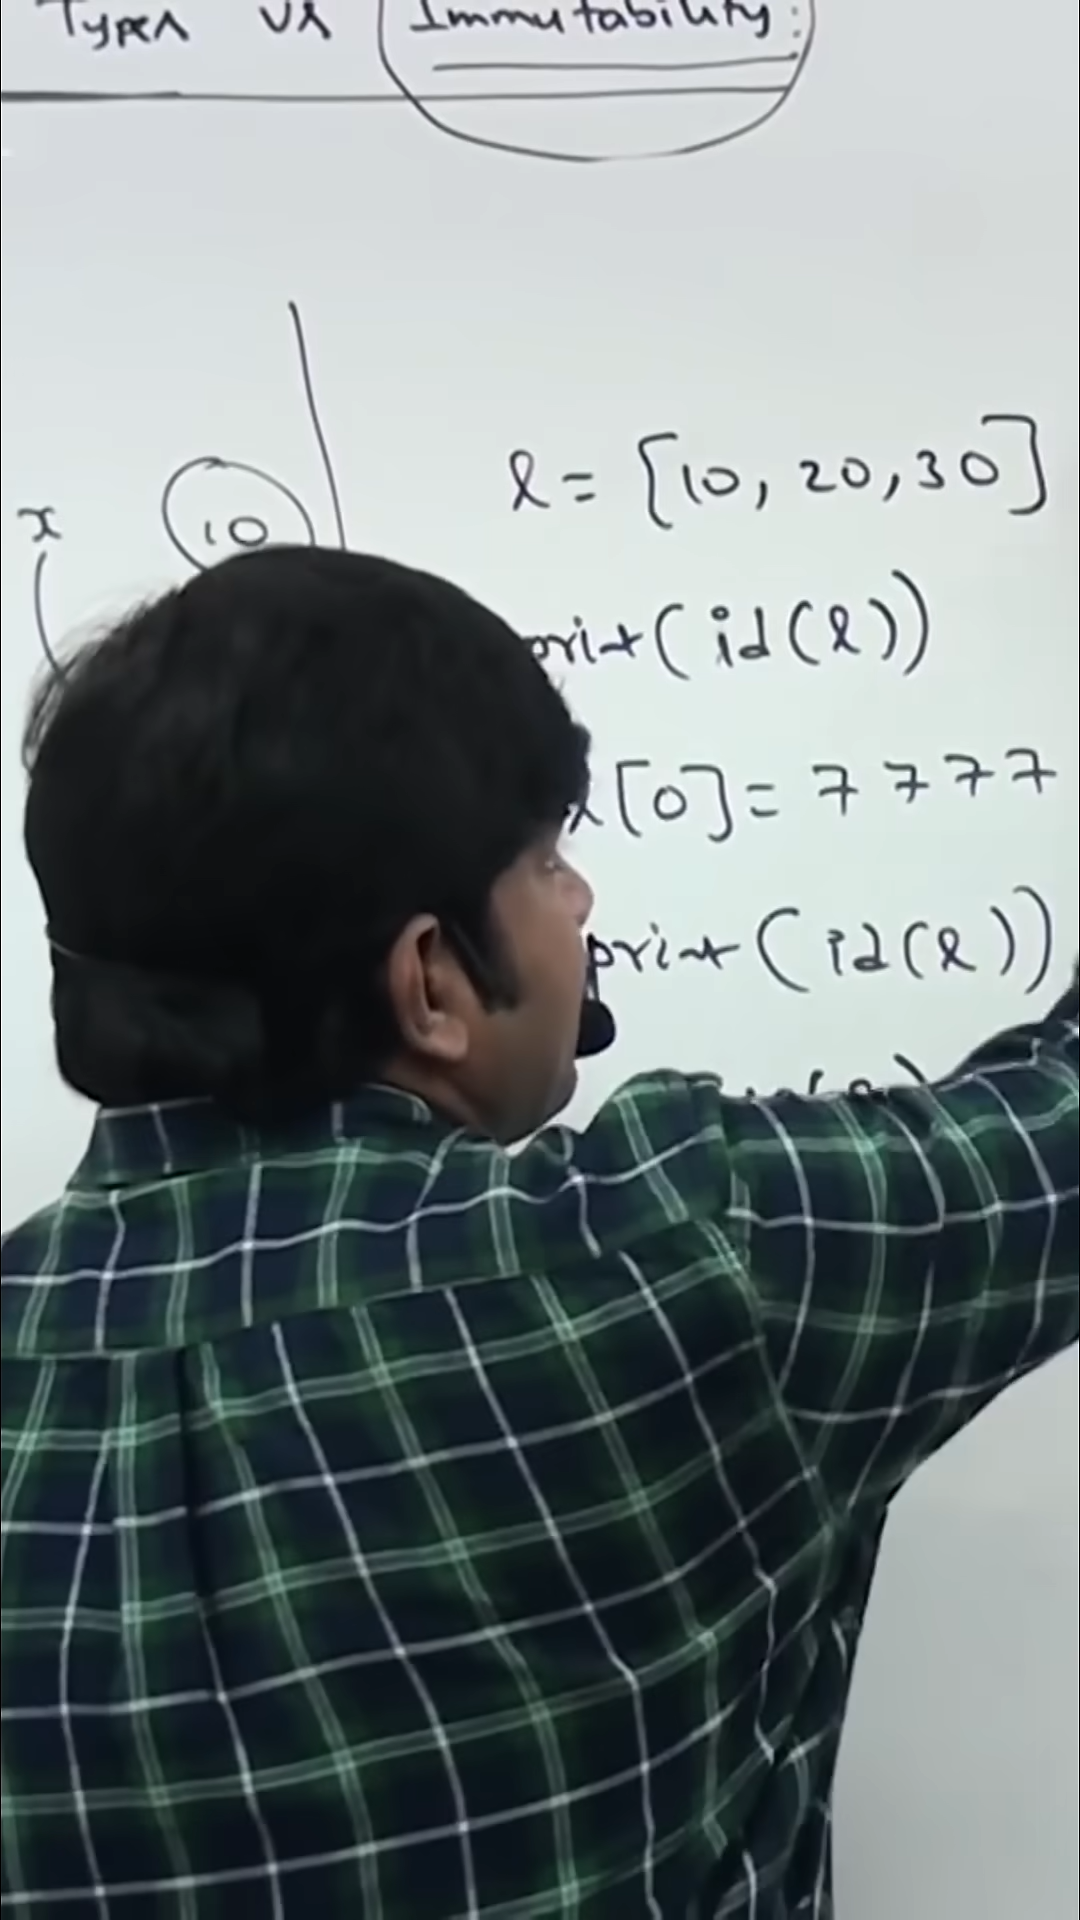 Types vs Immutability:
x
10
l = [10, 20, 30]
print(id(l))
l[0] = 7777
print(id(l))